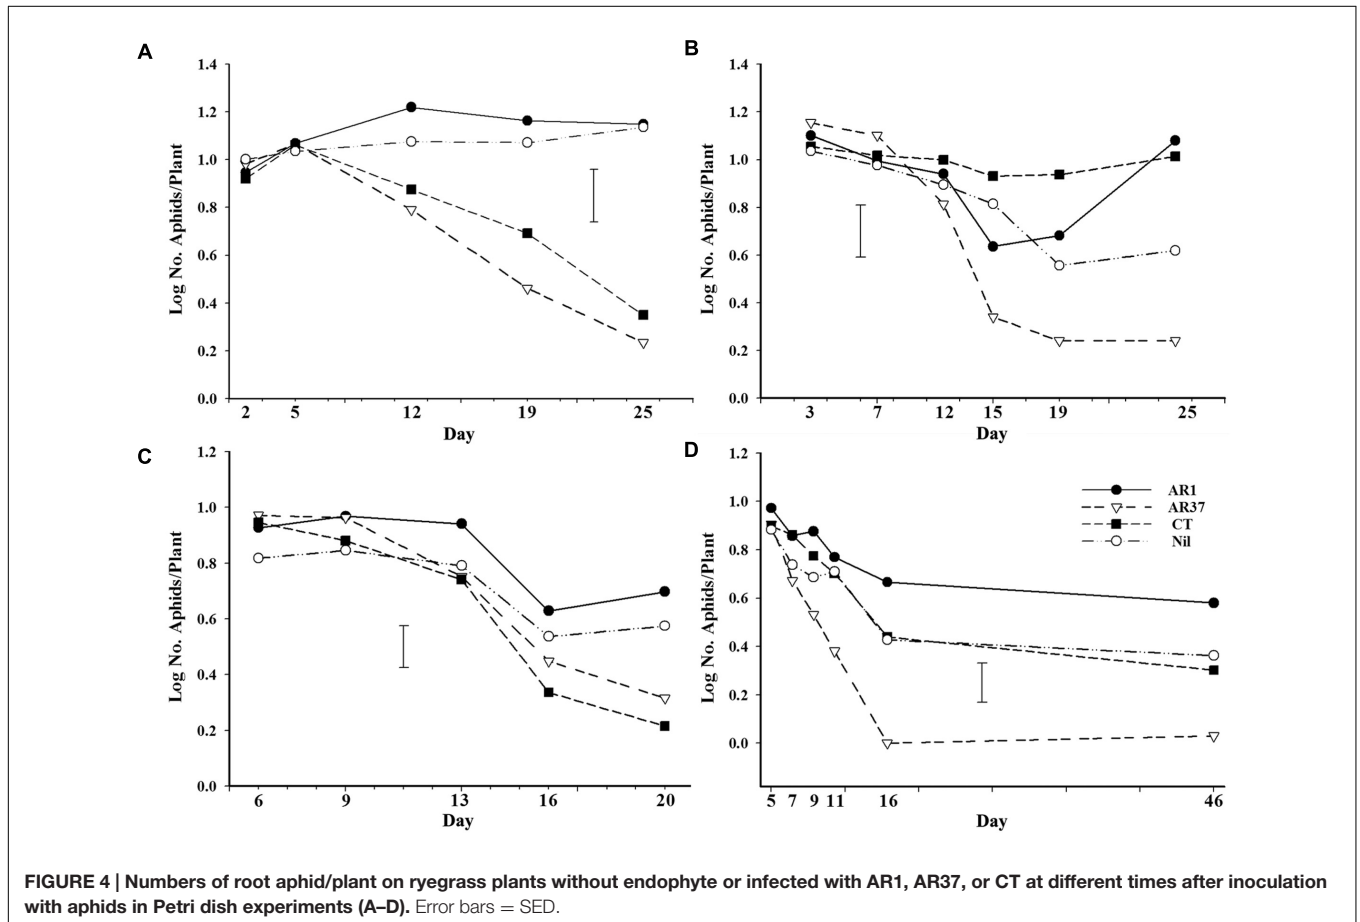 A
Log No. Aphids/Plant
1.4
1.2
1.0
0.8
0.6
0.4
0.2
0.0
2 5 12 19 25
Day
B
Log No. Aphids/Plant
1.4
1.2
1.0
0.8
0.6
0.4
0.2
0.0
3 7 12 15 19 25
Day
C
Log No. Aphids/Plant
1.2
1.0
0.8
0.6
0.4
0.2
0.0
6 9 13 16 20
Day
D
Log No. Aphids/Plant
1.2
1.0
0.8
0.6
0.4
0.2
0.0
AR1
AR37
CT
Nil
5 7 9 11 16 46
Day
FIGURE 4 | Numbers of root aphid/plant on ryegrass plants without endophyte or infected with AR1, AR37, or CT at different times after inoculation
with aphids in Petri dish experiments (A–D). Error bars = SED.